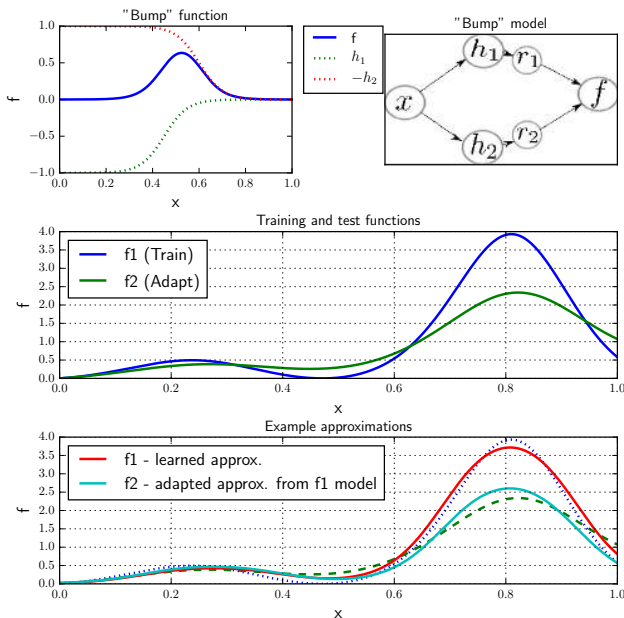 "Bump" function
1.0
0.5
0.0
−0.5
−1.0
0.0 0.2 0.4 0.6 0.8 1.0
x
f
f
h₁
−h₂
"Bump" model
x
h₁
r₁
h₂
r₂
f
Training and test functions
4.0
3.5
3.0
2.5
2.0
1.5
1.0
0.5
0.0
0.0 0.2 0.4 0.6 0.8 1.0
x
f
f1 (Train)
f2 (Adapt)
Example approximations
4.0
3.5
3.0
2.5
2.0
1.5
1.0
0.5
0.0
0.0 0.2 0.4 0.6 0.8 1.0
x
f
f1 - learned approx.
f2 - adapted approx. from f1 model